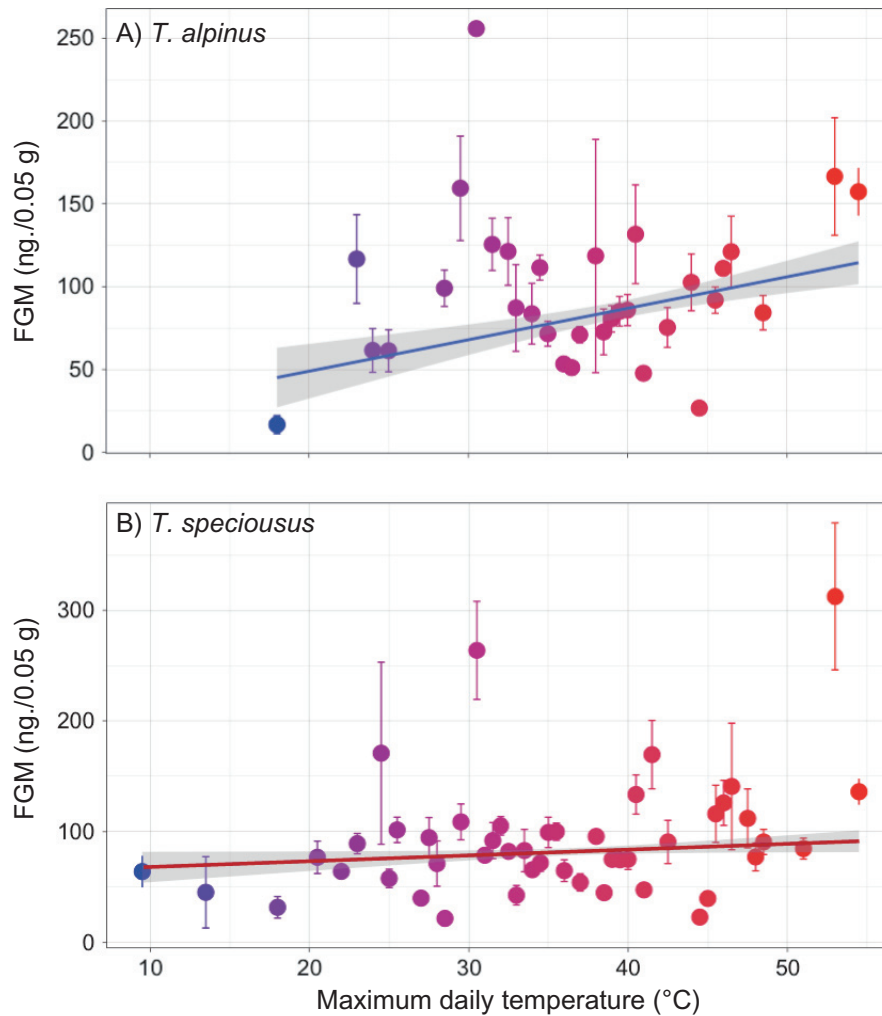 A) T. alpinus
FGM (ng./0.05 g)
250
200
150
100
50
0
B) T. speciousus
FGM (ng./0.05 g)
300
200
100
0
10 20 30 40 50
Maximum daily temperature (°C)